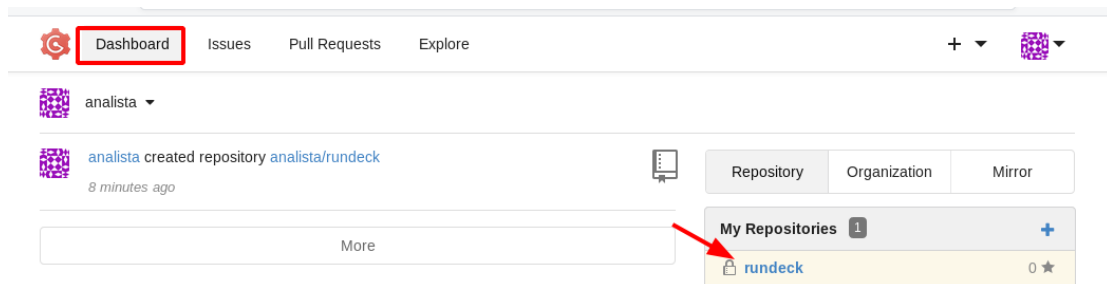 Dashboard Issues Pull Requests Explore
analista
analista created repository analista/rundeck
8 minutes ago
Repository Organization Mirror
More
My Repositories 1
rundeck 0